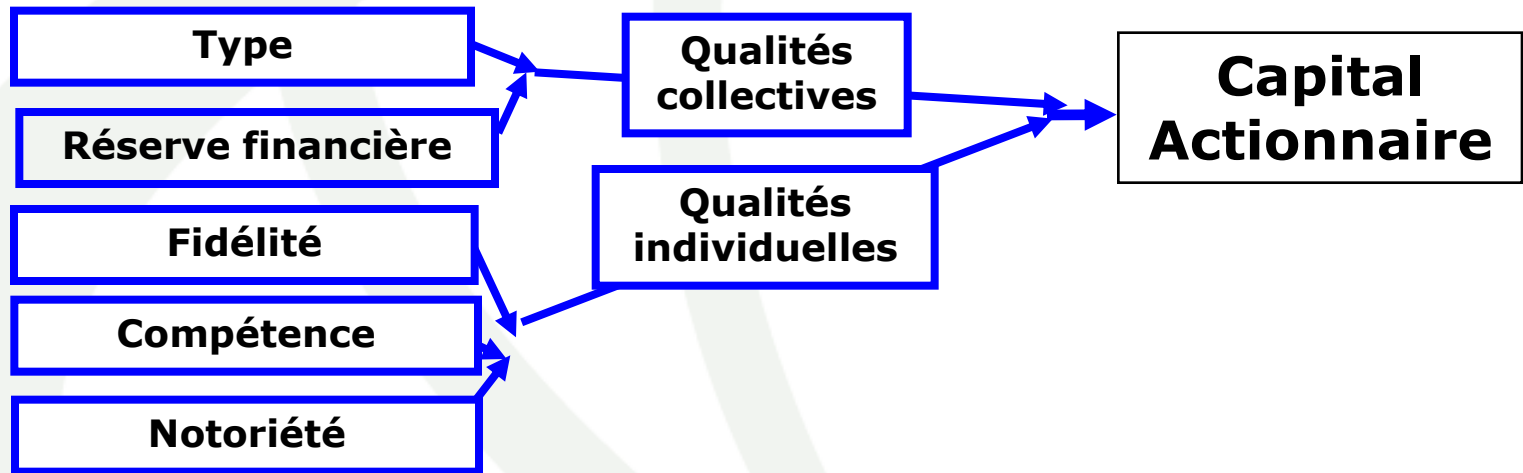 Type
Réserve financière
Fidélité
Compétence
Notoriété
Qualités
collectives
Qualités
individuelles
Capital
Actionnaire